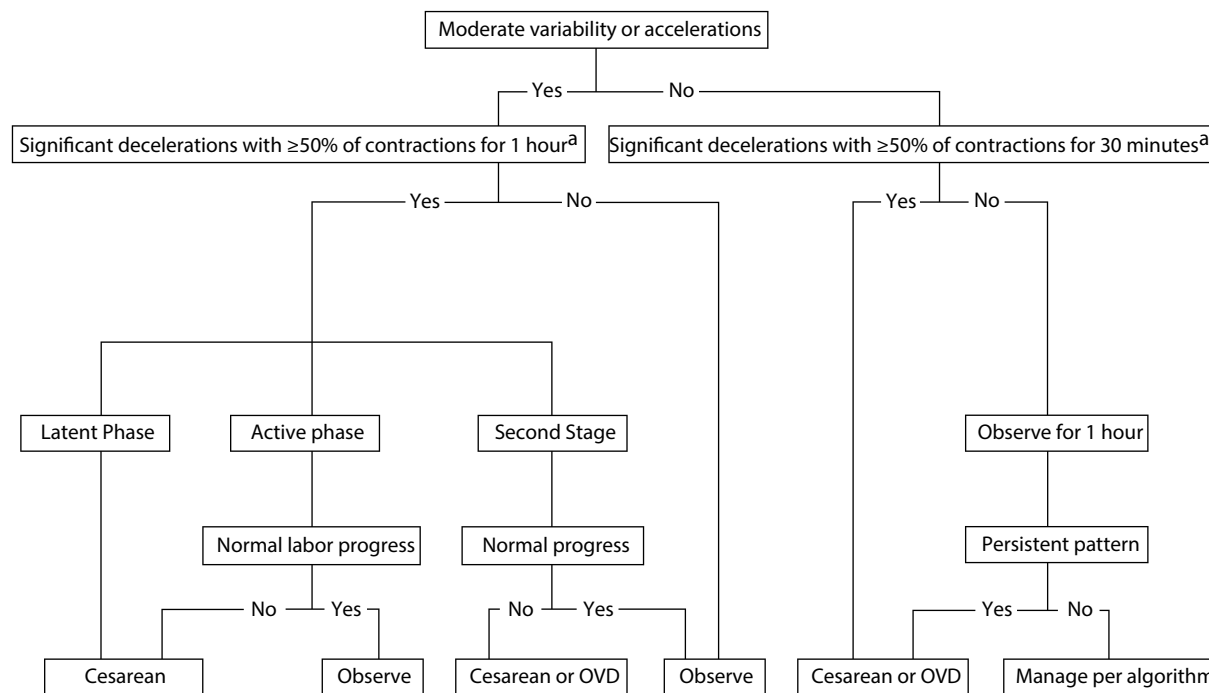 Moderate variability or accelerations
Yes No
Significant decelerations with ≥50% of contractions for 1 hourᵃ
Significant decelerations with ≥50% of contractions for 30 minutesᵃ
Yes No
Yes No
Latent Phase
Active phase
Second Stage
Observe for 1 hour
Normal labor progress
Normal progress
Persistent pattern
No Yes
No Yes
Yes No
Cesarean
Observe
Cesarean or OVD
Observe
Cesarean or OVD
Manage per algorithm